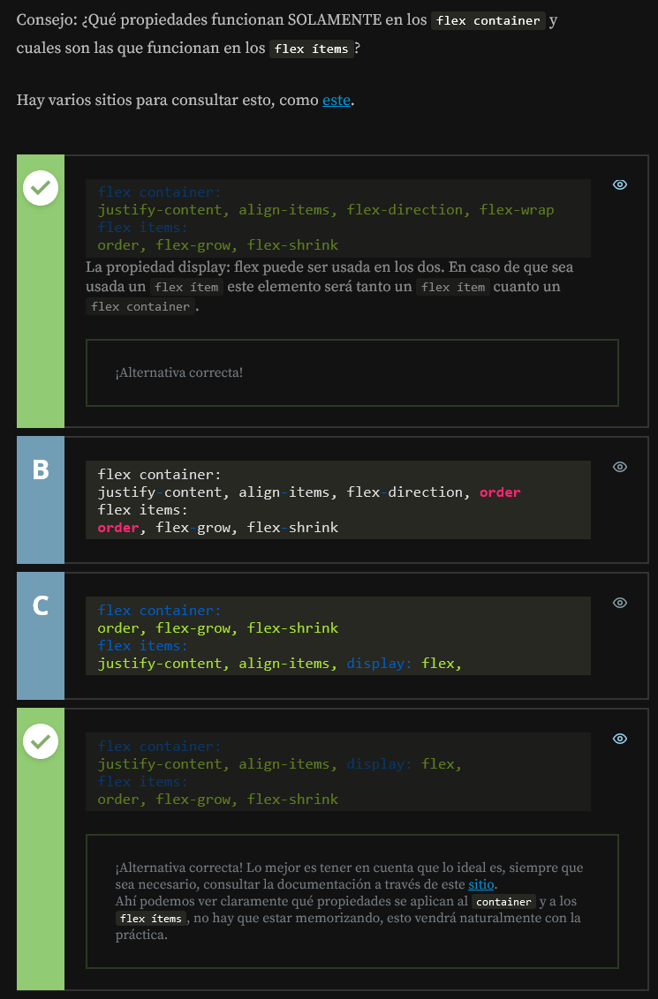 Consejo: ¿Qué propiedades funcionan SOLAMENTE en los flex container y
cuales son las que funcionan en los flex ítems?
Hay varios sitios para consultar esto, como este.
flex container:
justify-content, align-items, flex-direction, flex-wrap
flex items:
order, flex-grow, flex-shrink
La propiedad display: flex puede ser usada en los dos. En caso de que sea
usada un flex ítem este elemento será tanto un flex ítem cuanto un
flex container.
¡Alternativa correcta!
B
flex container:
justify-content, align-items, flex-direction, order
flex items:
order, flex-grow, flex-shrink
C
flex container:
order, flex-grow, flex-shrink
flex items:
justify-content, align-items, display: flex,
flex container:
justify-content, align-items, display: flex,
flex items:
order, flex-grow, flex-shrink
¡Alternativa correcta! Lo mejor es tener en cuenta que lo ideal es, siempre que
sea necesario, consultar la documentación a través de este sitio.
Ahí podemos ver claramente qué propiedades se aplican al container y a los
flex ítems, no hay que estar memorizando, esto vendrá naturalmente con la
práctica.